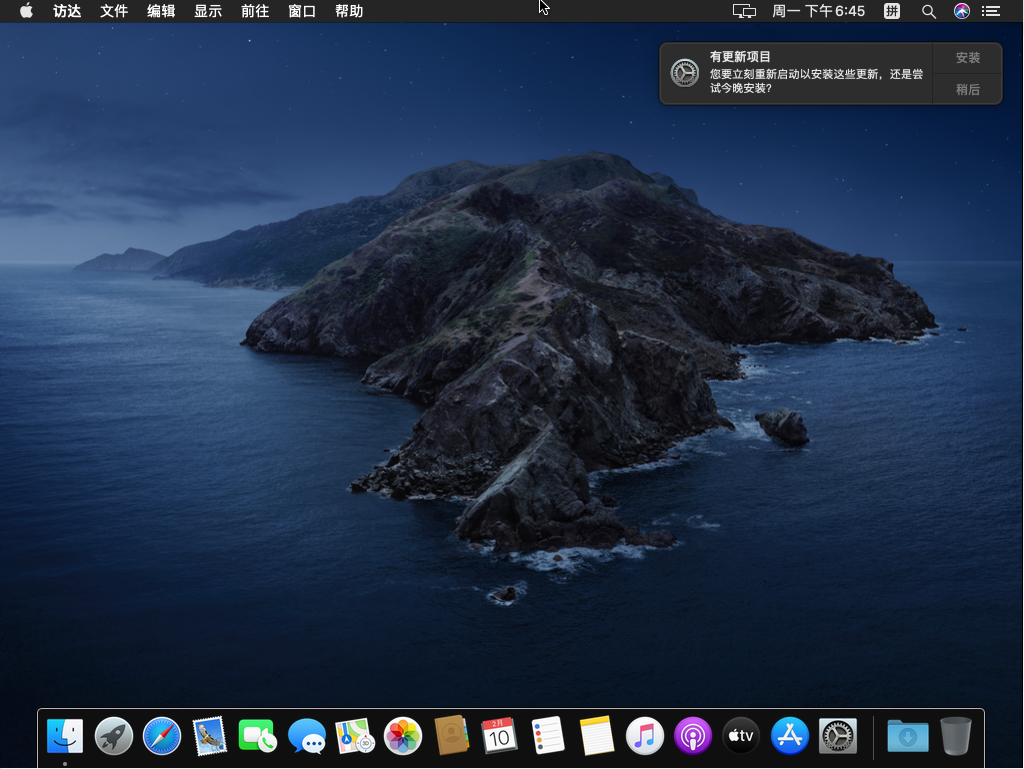 访达 文件 编辑 显示 前往 窗口 帮助 周一 下午6:45 拼
有更新项目
您要立刻重新启动以安装这些更新，还是尝
试今晚安装？
安装
稍后
2月
10
tv